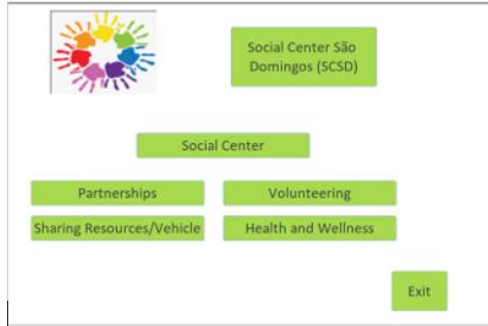 Social Center São
Domingos (SCSD)
Social Center
Partnerships
Volunteering
Sharing Resources/Vehicle
Health and Wellness
Exit